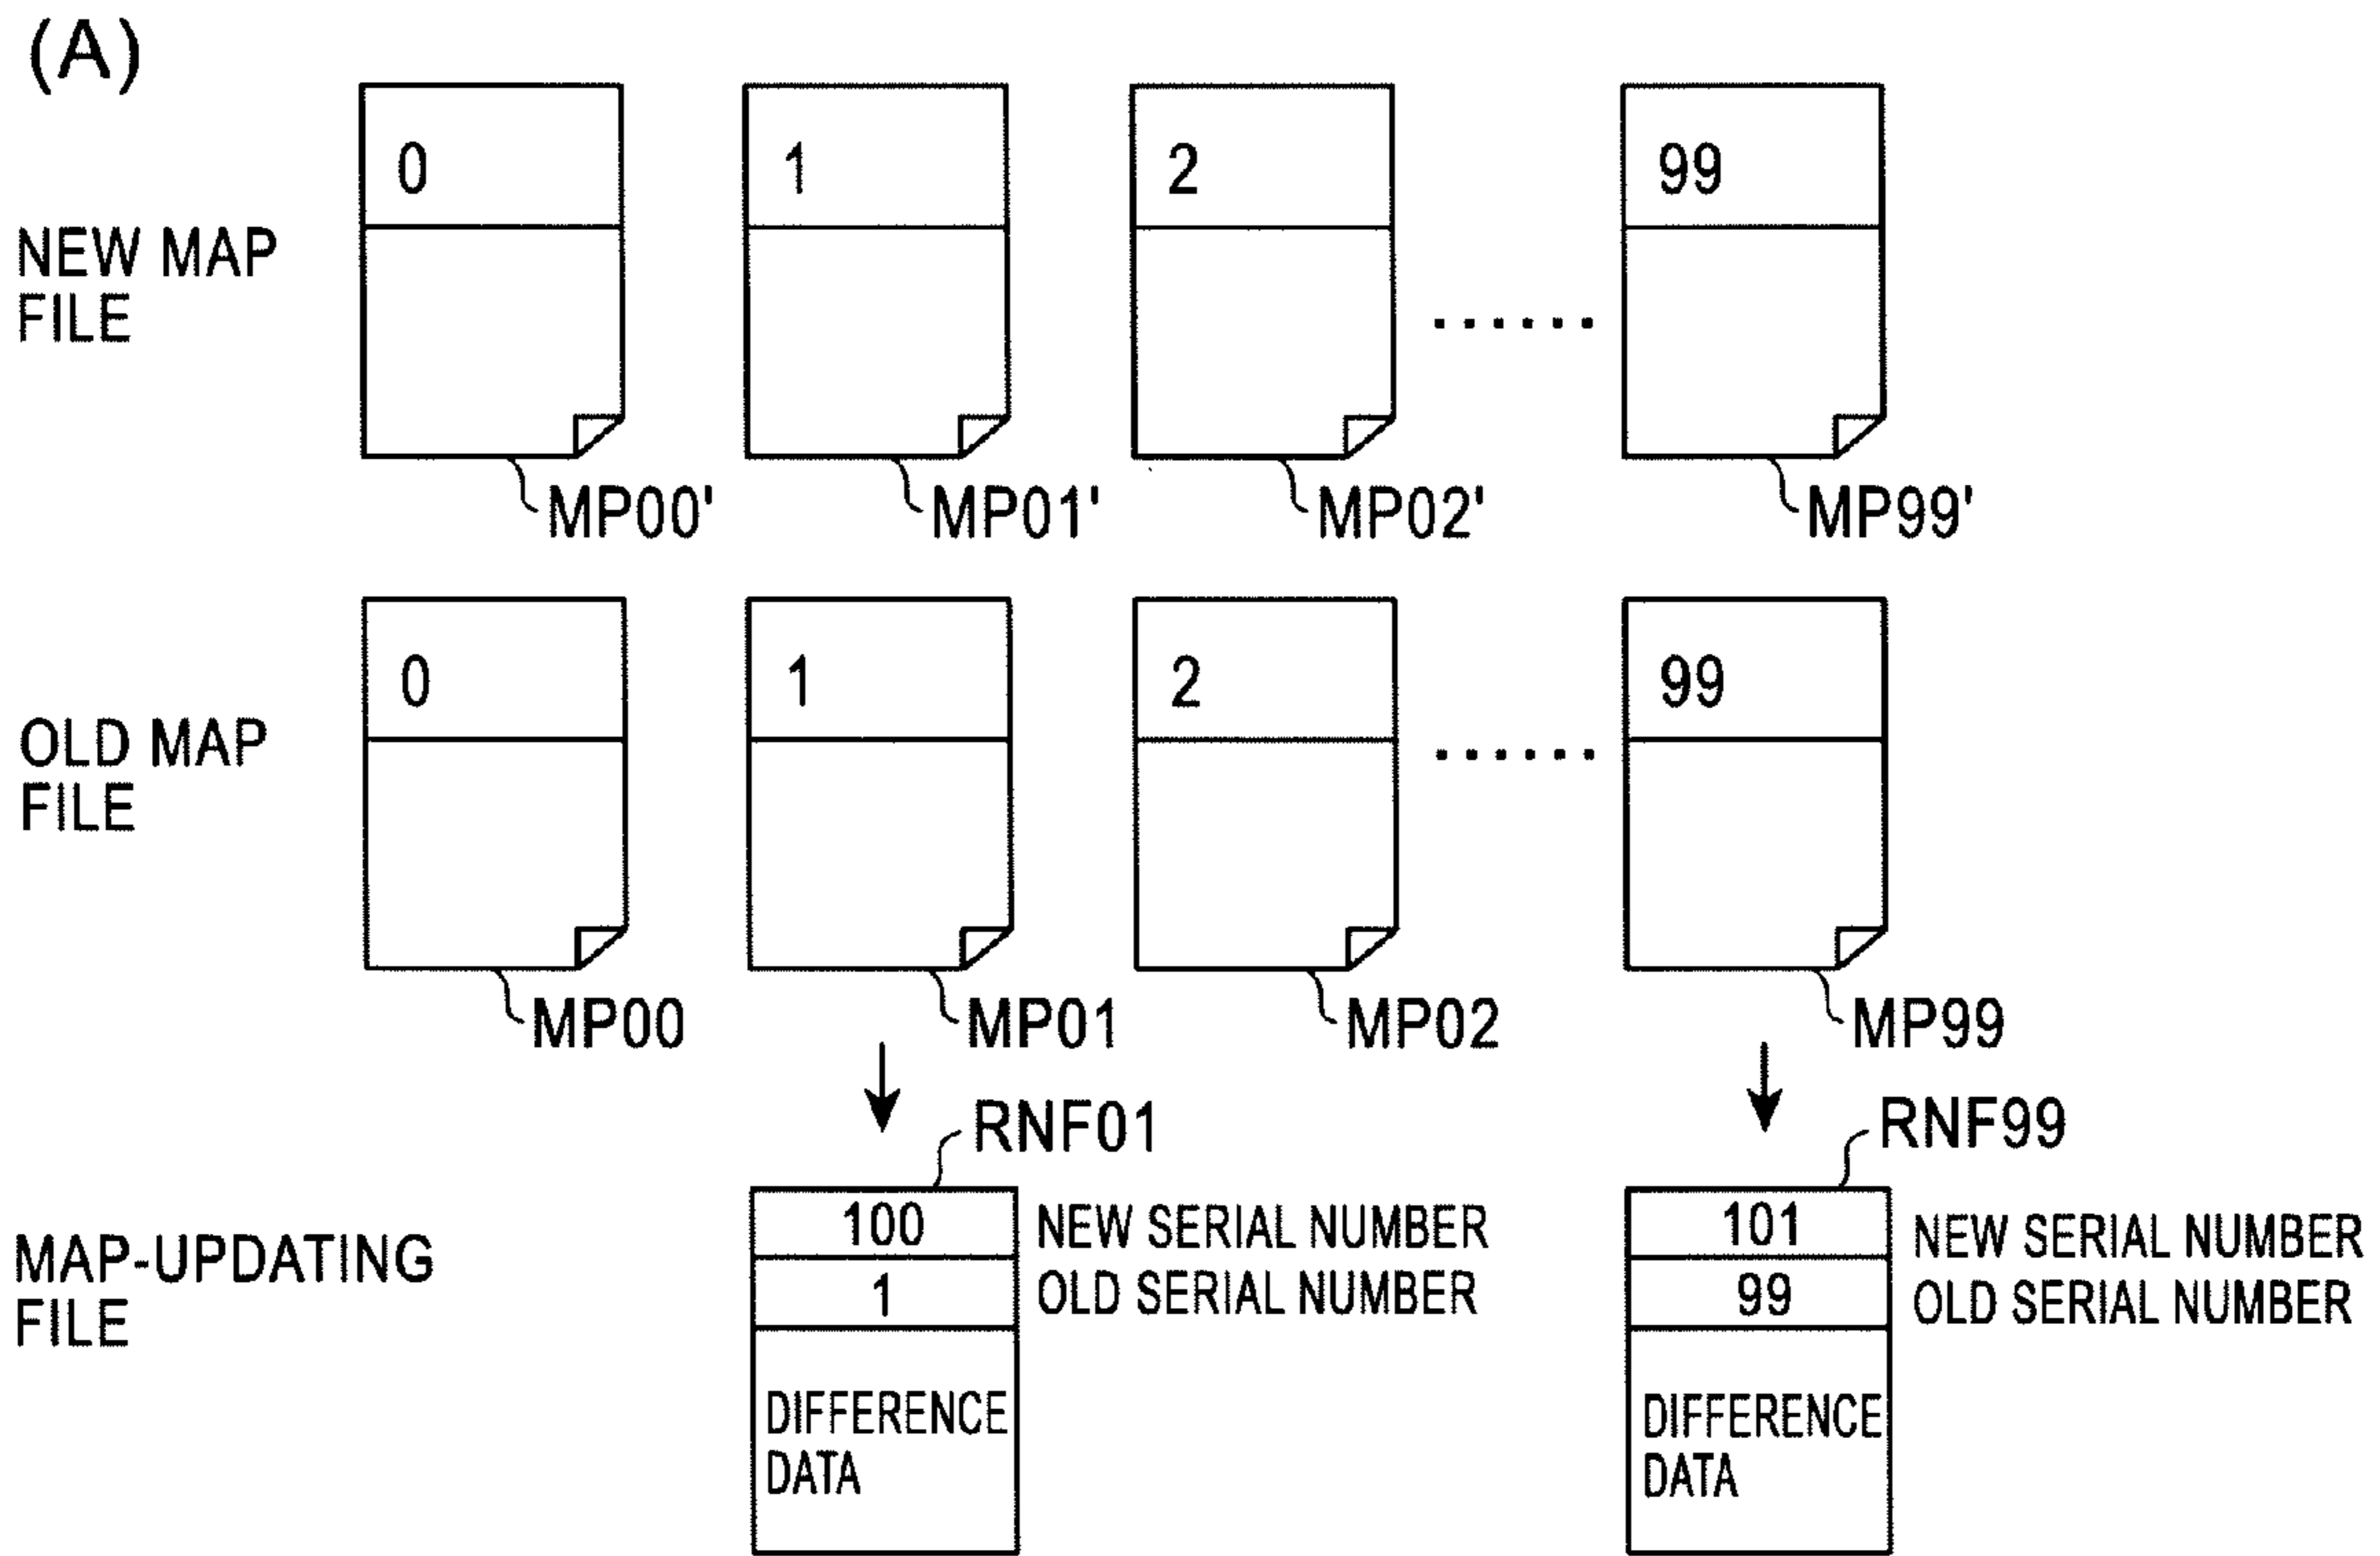 (A)
0
1
2
99
NEW MAP
FILE
......
MP00'
MP01'
MP02'
MP99'
0
1
2
99
OLD MAP
FILE
......
MP00
MP01
MP02
MP99
RNF01
RNF99
MAP-UPDATING
FILE
100
NEW SERIAL NUMBER
1
OLD SERIAL NUMBER
DIFFERENCE
DATA
101
NEW SERIAL NUMBER
99
OLD SERIAL NUMBER
DIFFERENCE
DATA